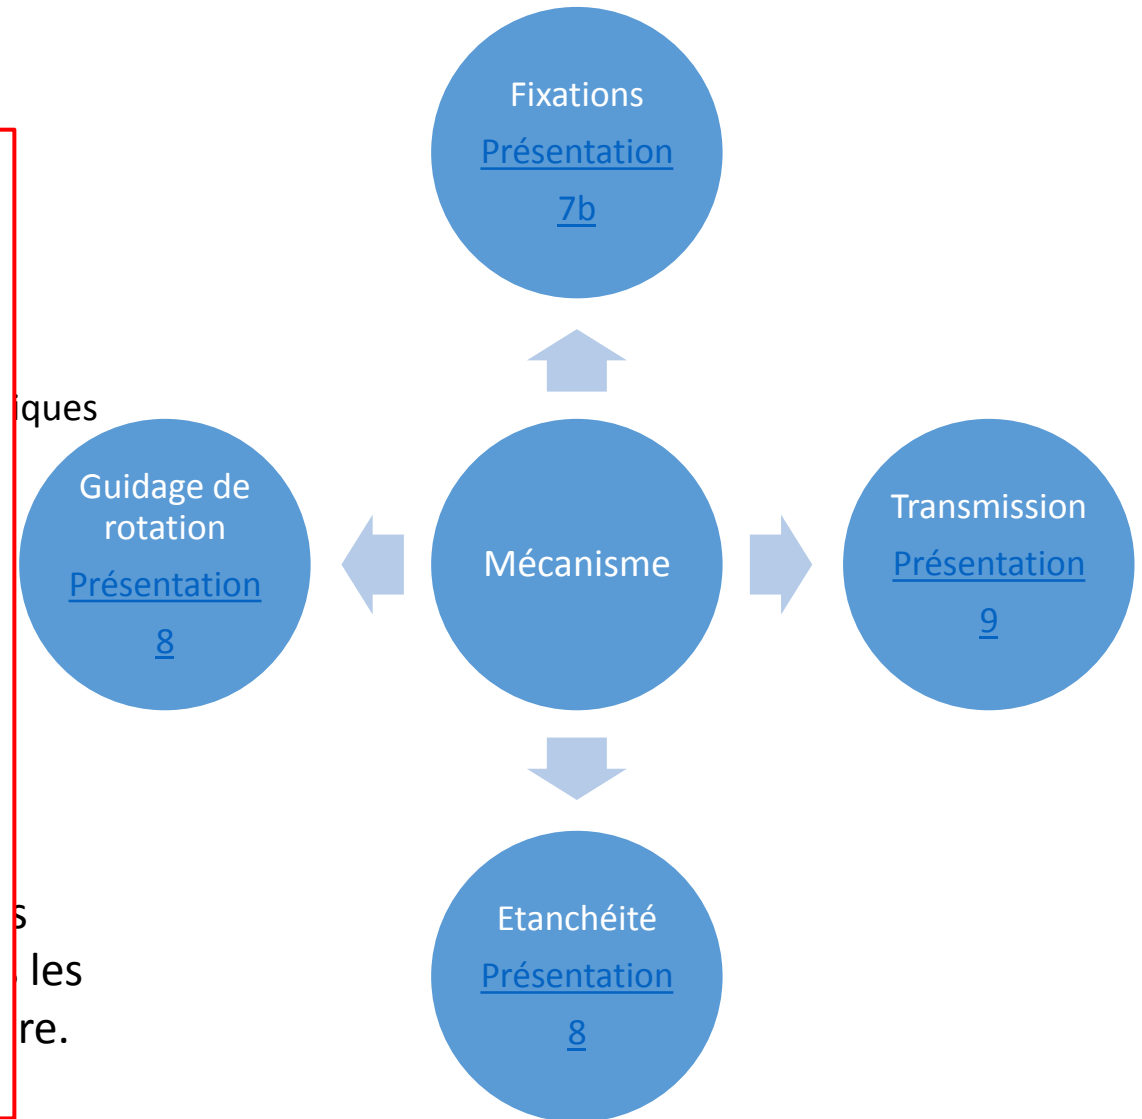 Fixations
Présentation
7b
iques
Guidage de
rotation
Présentation
8
Mécanisme
Transmission
Présentation
9
Etanchéité
Présentation
8
s
les
re.